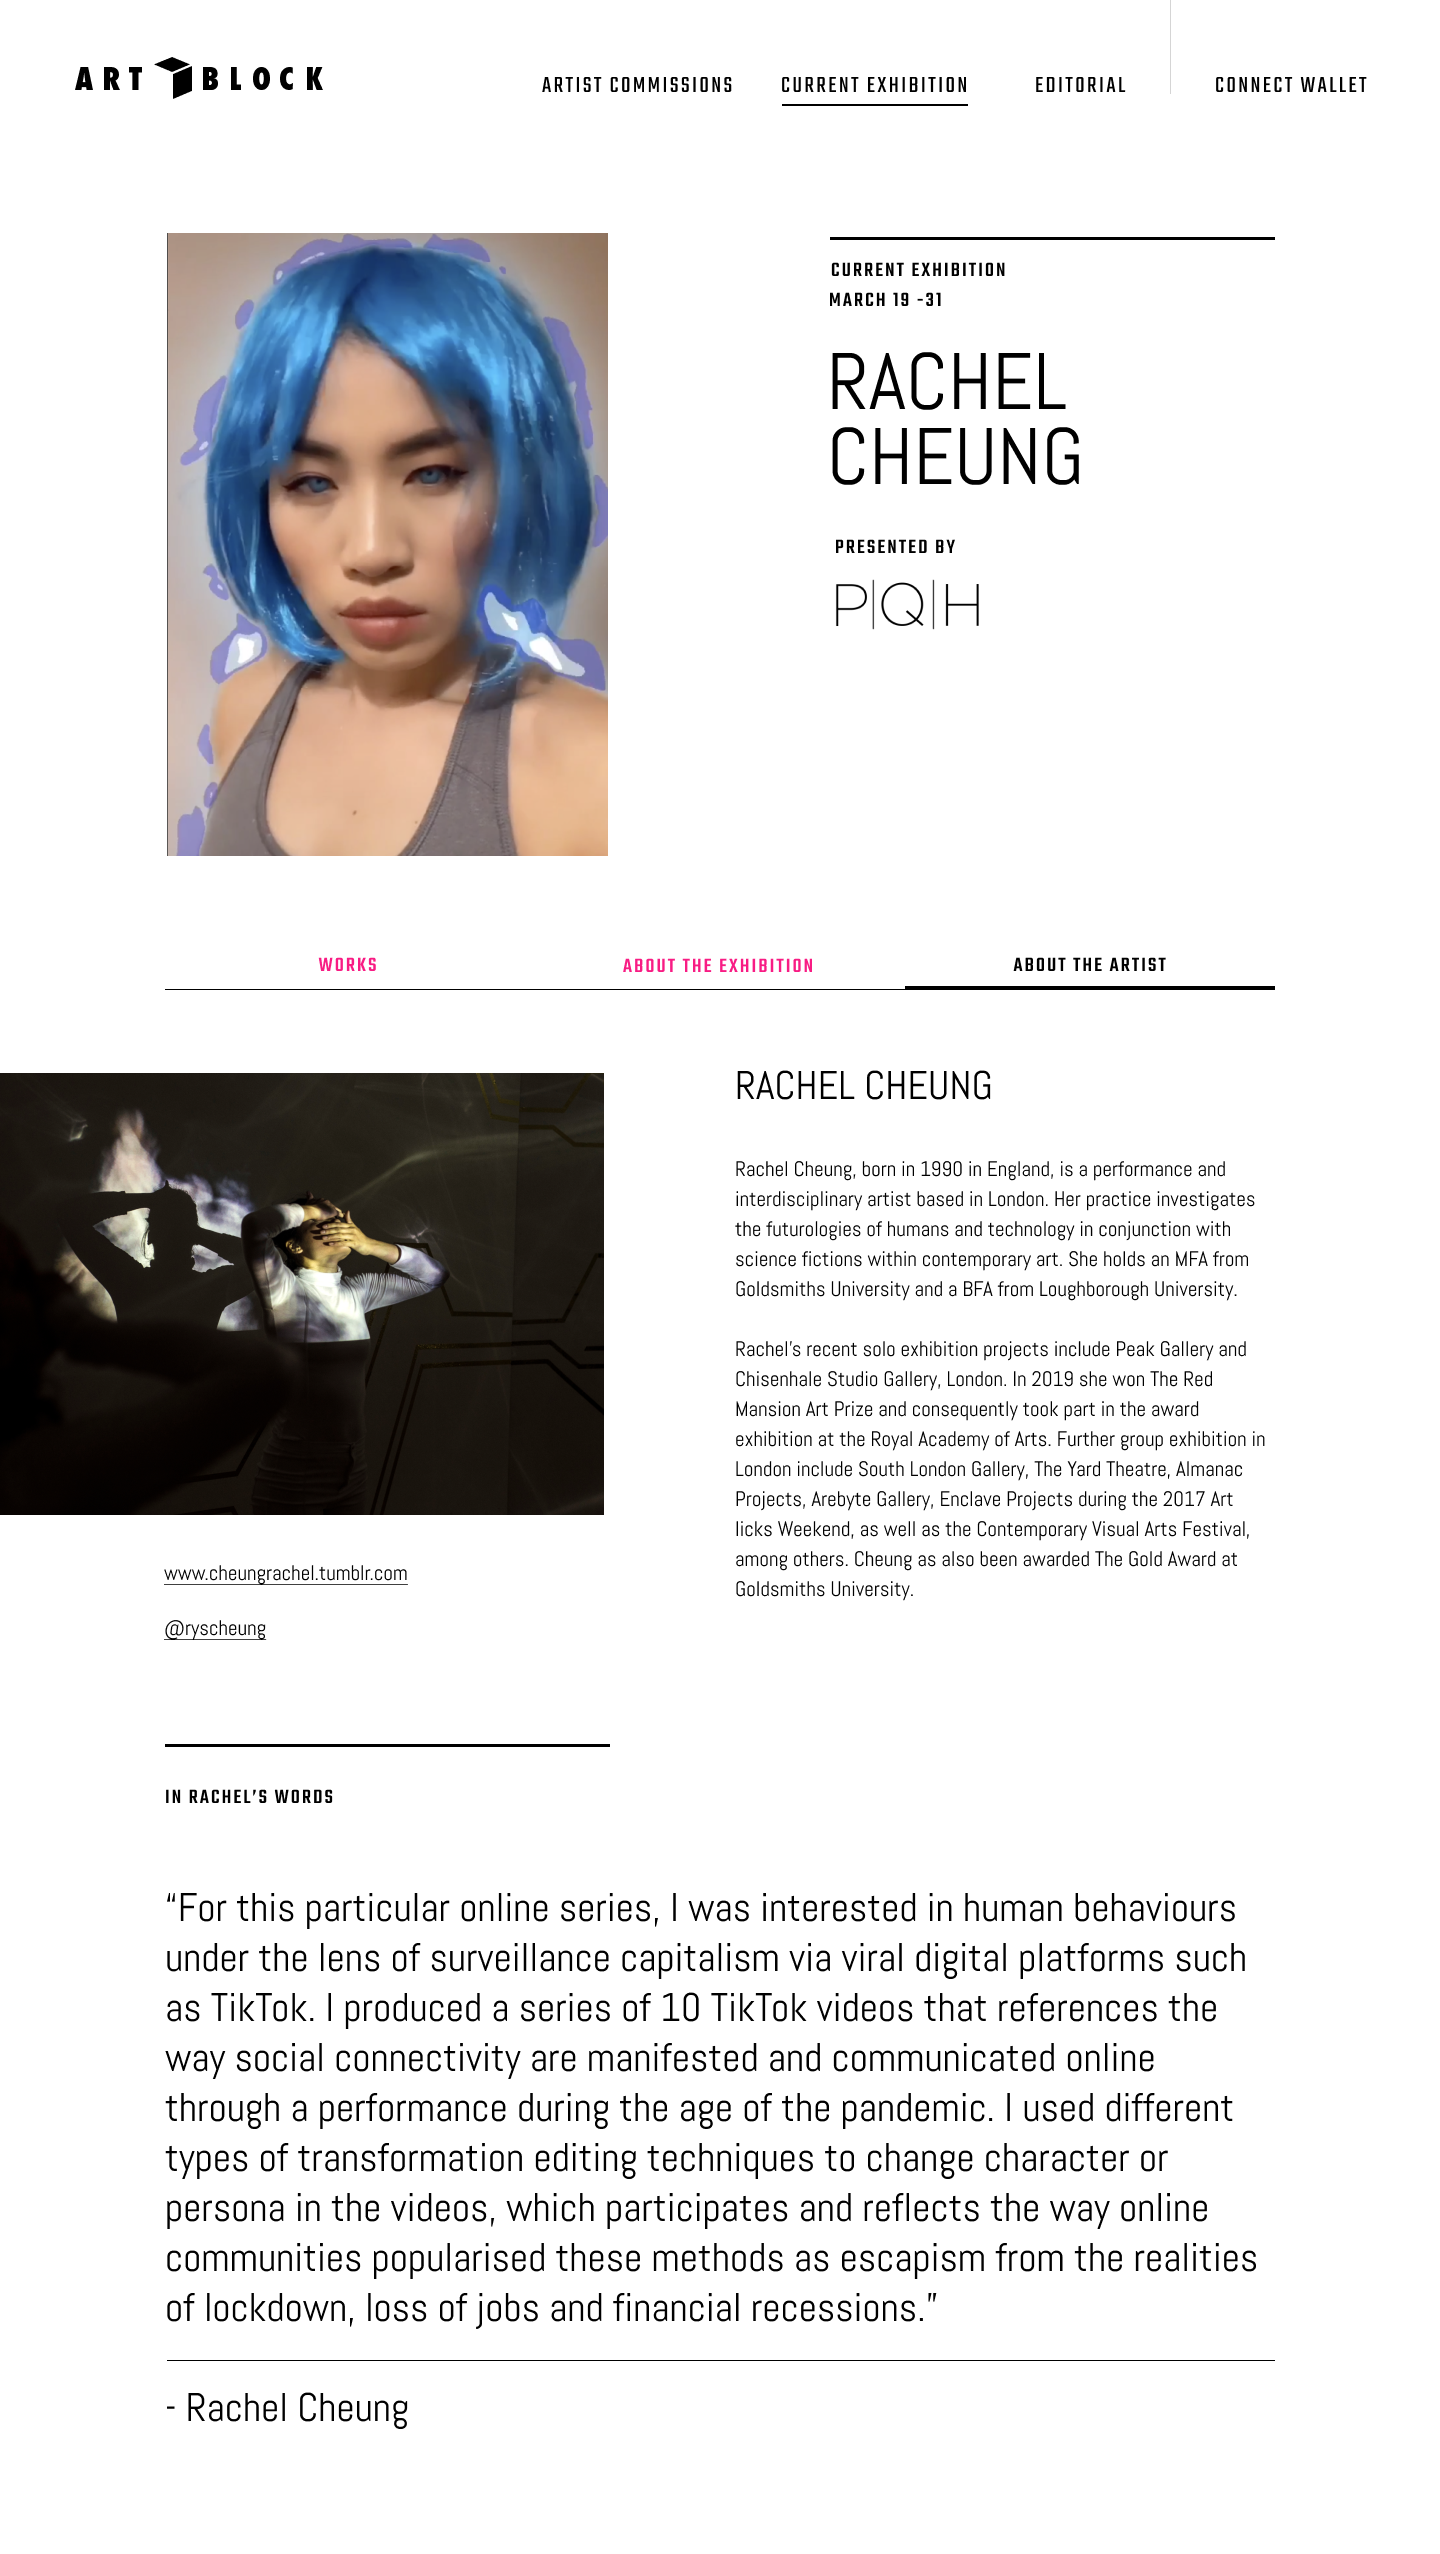 ART BLOCK
ARTIST COMMISSIONS
CURRENT EXHIBITION
EDITORIAL
CONNECT WALLET
CURRENT EXHIBITION
MARCH 19 -31
RACHEL
CHEUNG
PRESENTED BY
P|Q|H
WORKS
ABOUT THE EXHIBITION
ABOUT THE ARTIST
RACHEL CHEUNG
Rachel Cheung, born in 1990 in England, is a performance and
interdisciplinary artist based in London. Her practice investigates
the futurologies of humans and technology in conjunction with
science fictions within contemporary art. She holds an MFA from
Goldsmiths University and a BFA from Loughborough University.
Rachel’s recent solo exhibition projects include Peak Gallery and
Chisenhale Studio Gallery, London. In 2019 she won The Red
Mansion Art Prize and consequently took part in the award
exhibition at the Royal Academy of Arts. Further group exhibition in
London include South London Gallery, The Yard Theatre, Almanac
Projects, Arebyte Gallery, Enclave Projects during the 2017 Art
licks Weekend, as well as the Contemporary Visual Arts Festival,
among others. Cheung as also been awarded The Gold Award at
Goldsmiths University.
www.cheungrachel.tumblr.com
@ryscheung
IN RACHEL’S WORDS
“For this particular online series, I was interested in human behaviours
under the lens of surveillance capitalism via viral digital platforms such
as TikTok. I produced a series of 10 TikTok videos that references the
way social connectivity are manifested and communicated online
through a performance during the age of the pandemic. I used different
types of transformation editing techniques to change character or
persona in the videos, which participates and reflects the way online
communities popularised these methods as escapism from the realities
of lockdown, loss of jobs and financial recessions.”
- Rachel Cheung